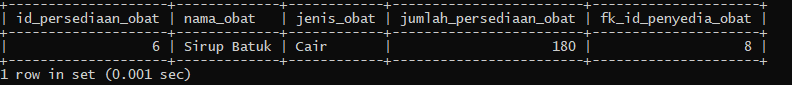 +--------------------+-------------+------------+------------------------+---------------------+
| id_persediaan_obat | nama_obat   | jenis_obat | jumlah_persediaan_obat | fk_id_penyedia_obat |
+--------------------+-------------+------------+------------------------+---------------------+
|                  6 | Sirup Batuk | Cair       |                    180 |                   8 |
+--------------------+-------------+------------+------------------------+---------------------+
1 row in set (0.001 sec)